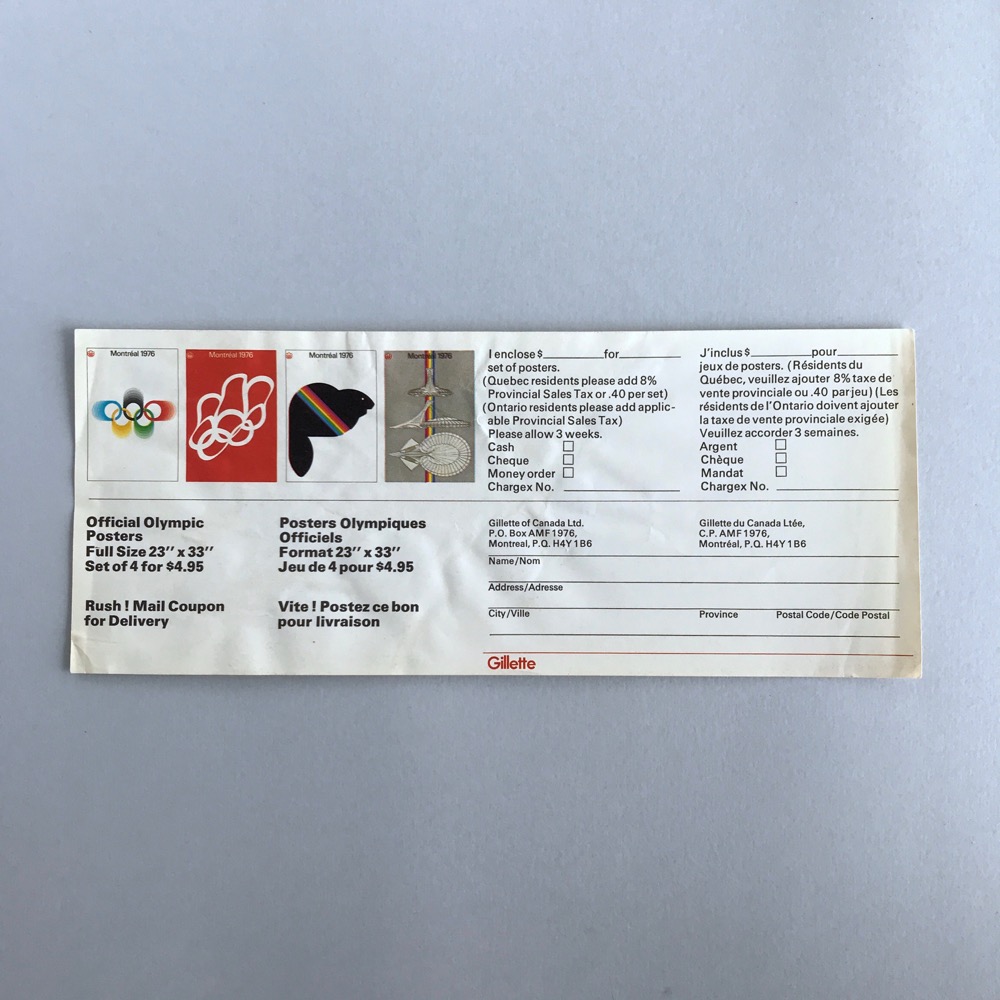 Montréal 1976
Montréal 1976
Montréal 1976
Montréal 1976
Official Olympic
Posters
Full Size 23" x 33"
Set of 4 for $4.95
Rush! Mail Coupon
for Delivery
Posters Olympiques
Officiels
Format 23" x 33"
Jeu de 4 pour $4.95
Vite! Postez ce bon
pour livraison
I enclose $________for________
set of posters.
(Quebec residents please add 8%
Provincial Sales Tax or .40 per set)
(Ontario residents please add applic-
able Provincial Sales Tax)
Please allow 3 weeks.
Cash
Cheque
Money order
Chargex No. ________
J'inclus $________pour________
jeux de posters. (Résidents du
Québec, veuillez ajouter 8% taxe de
vente provinciale ou .40 par jeu) (Les
résidents de l'Ontario doivent ajouter
la taxe de vente provinciale exigée)
Veuillez accorder 3 semaines.
Argent
Chèque
Mandat
Chargex No. ________
Gillette of Canada Ltd.
P.O. Box AMF 1976,
Montreal, P.Q. H4Y 1B6
Gillette du Canada Ltée,
C.P. AMF 1976,
Montréal, P.Q. H4Y 1B6
Name/Nom
Address/Adresse
City/Ville Province Postal Code/Code Postal
Gillette